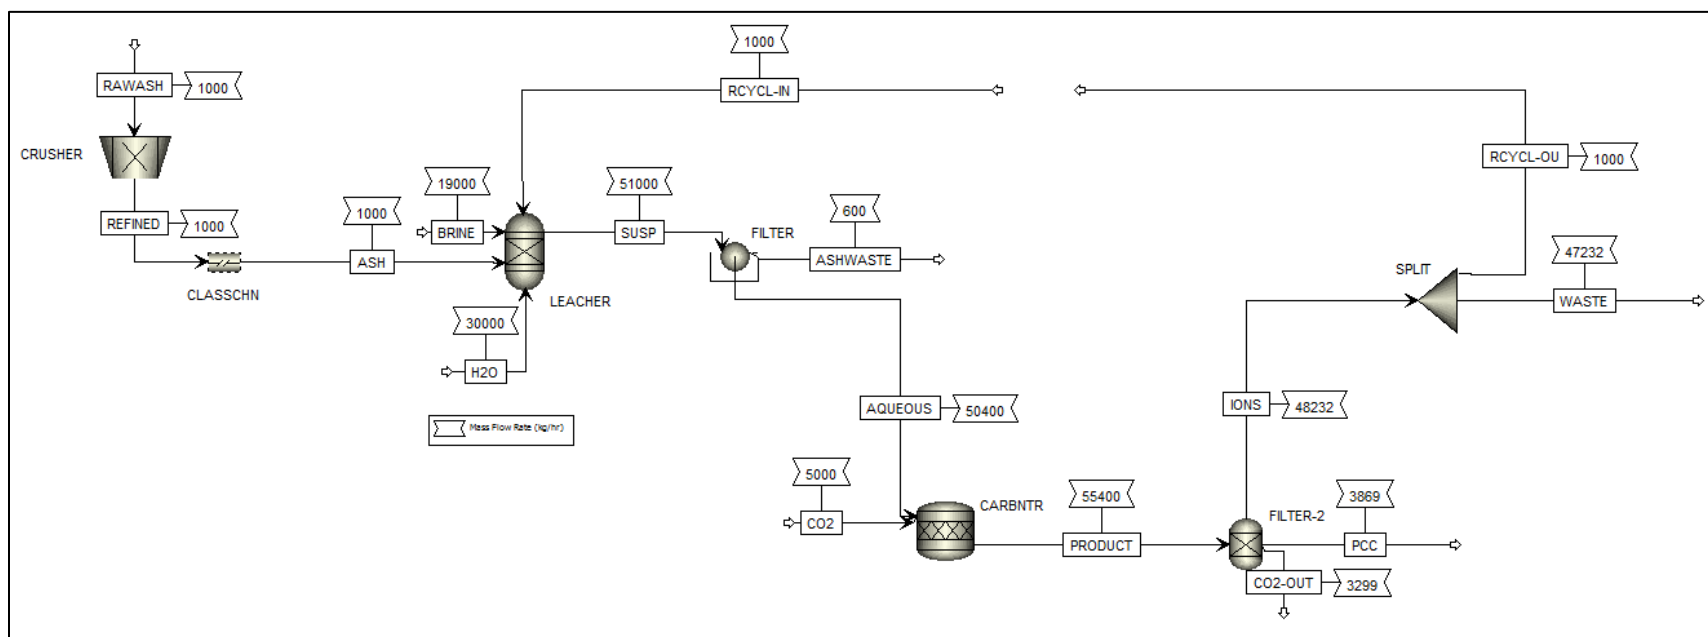 1000
RCYCL-IN
RAWASH
1000
CRUSHER
RCYCL-OU
1000
19000
51000
1000
600
REFINED
1000
BRINE
SUSP
FILTER
ASH
ASHWASTE
CLASSCHN
LEACHER
47232
SPLIT
WASTE
30000
H2O
AQUEOUS
50400
IONS
48232
Mass Flow Rate (kg/hr)
5000
55400
3869
CARBNTR
FILTER-2
CO2
PRODUCT
PCC
CO2-OUT
3299